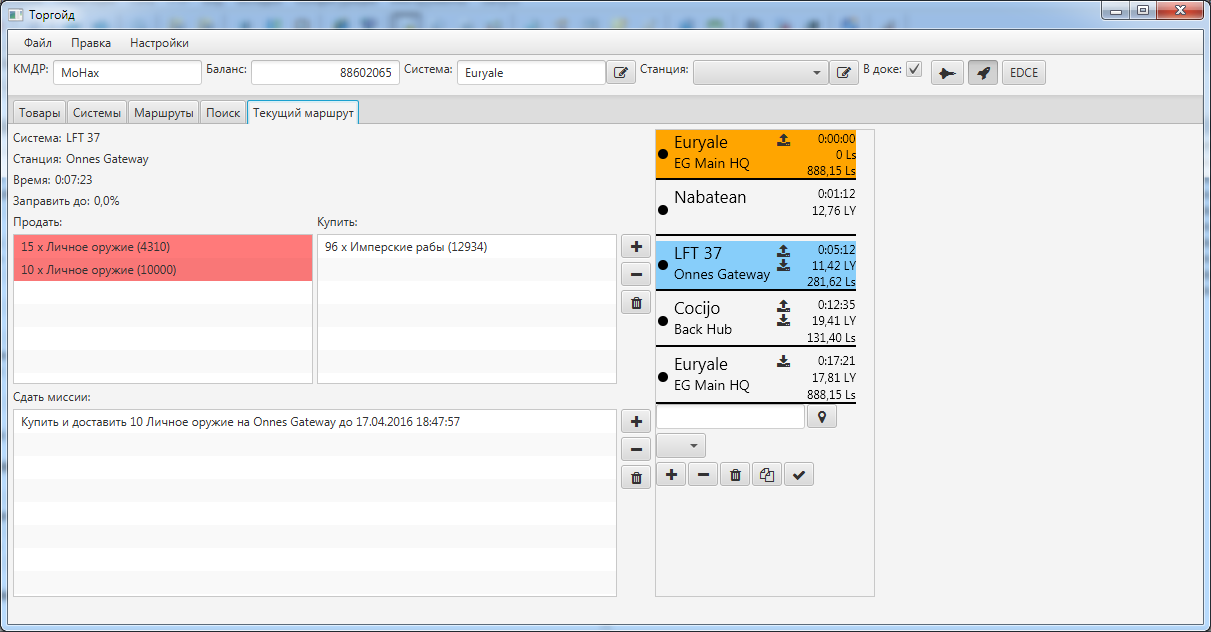 Торгойд
Файл Правка Настройки
КМДР: MoHax Баланс: 88602065 Система: Euryale Станция: В доке: EDCE
Товары Системы Маршруты Поиск Текущий маршрут
Система: LFT 37
Станция: Onnes Gateway
Время: 0:07:23
Заправить до: 0,0%
Продать: Купить:
15 x Личное оружие (4310)
10 x Личное оружие (10000)
96 x Имперские рабы (12934)
Сдать миссии:
Купить и доставить 10 Личное оружие на Onnes Gateway до 17.04.2016 18:47:57
Euryale 0:00:00
EG Main HQ 0 Ls
888,15 Ls
Nabatean 0:01:12
12,76 LY
LFT 37 0:05:12
Onnes Gateway 11,42 LY
281,62 Ls
Cocijo 0:12:35
Back Hub 19,41 LY
131,40 Ls
Euryale 0:17:21
EG Main HQ 17,81 LY
888,15 Ls